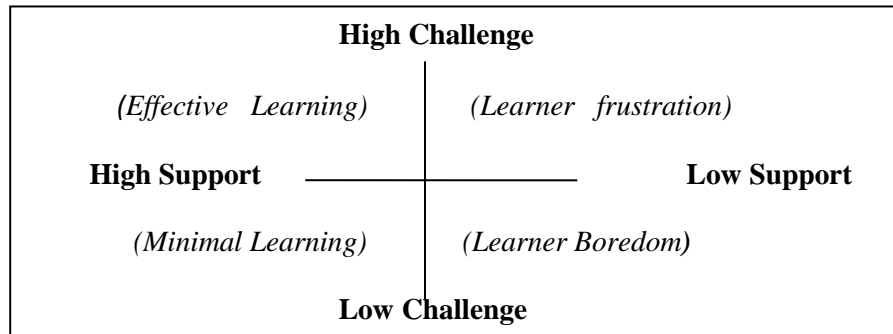 High Challenge
(Effective Learning) (Learner frustration)
High Support Low Support
(Minimal Learning) (Learner Boredom)
Low Challenge